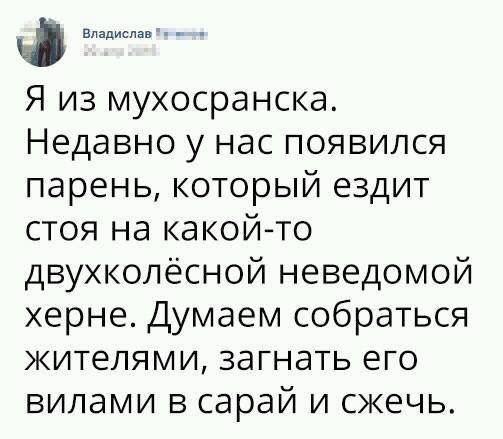 Владислав
Я из мухосранска.
Недавно у нас появился
парень, который ездит
стоя на какой-то
двухколёсной неведомой
херне. Думаем собраться
жителями, загнать его
вилами в сарай и сжечь.